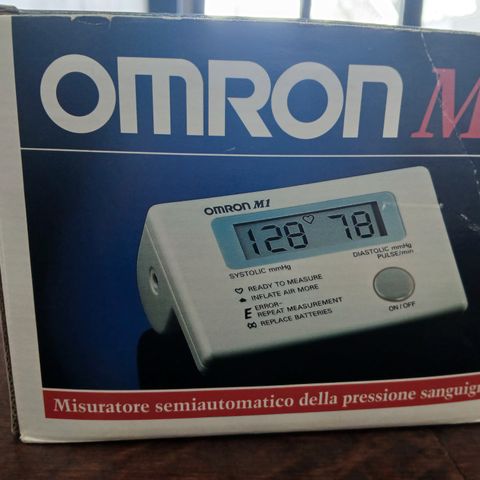 OMRON M
OMRON M1
128 78
SYSTOLIC mmHg
DIASTOLIC mmHg
PULSE/min
READY TO MEASURE
INFLATE AIR MORE
E ERROR-
REPEAT MEASUREMENT
REPLACE BATTERIES
ON/OFF
Misuratore semiautomatico della pressione sanguign